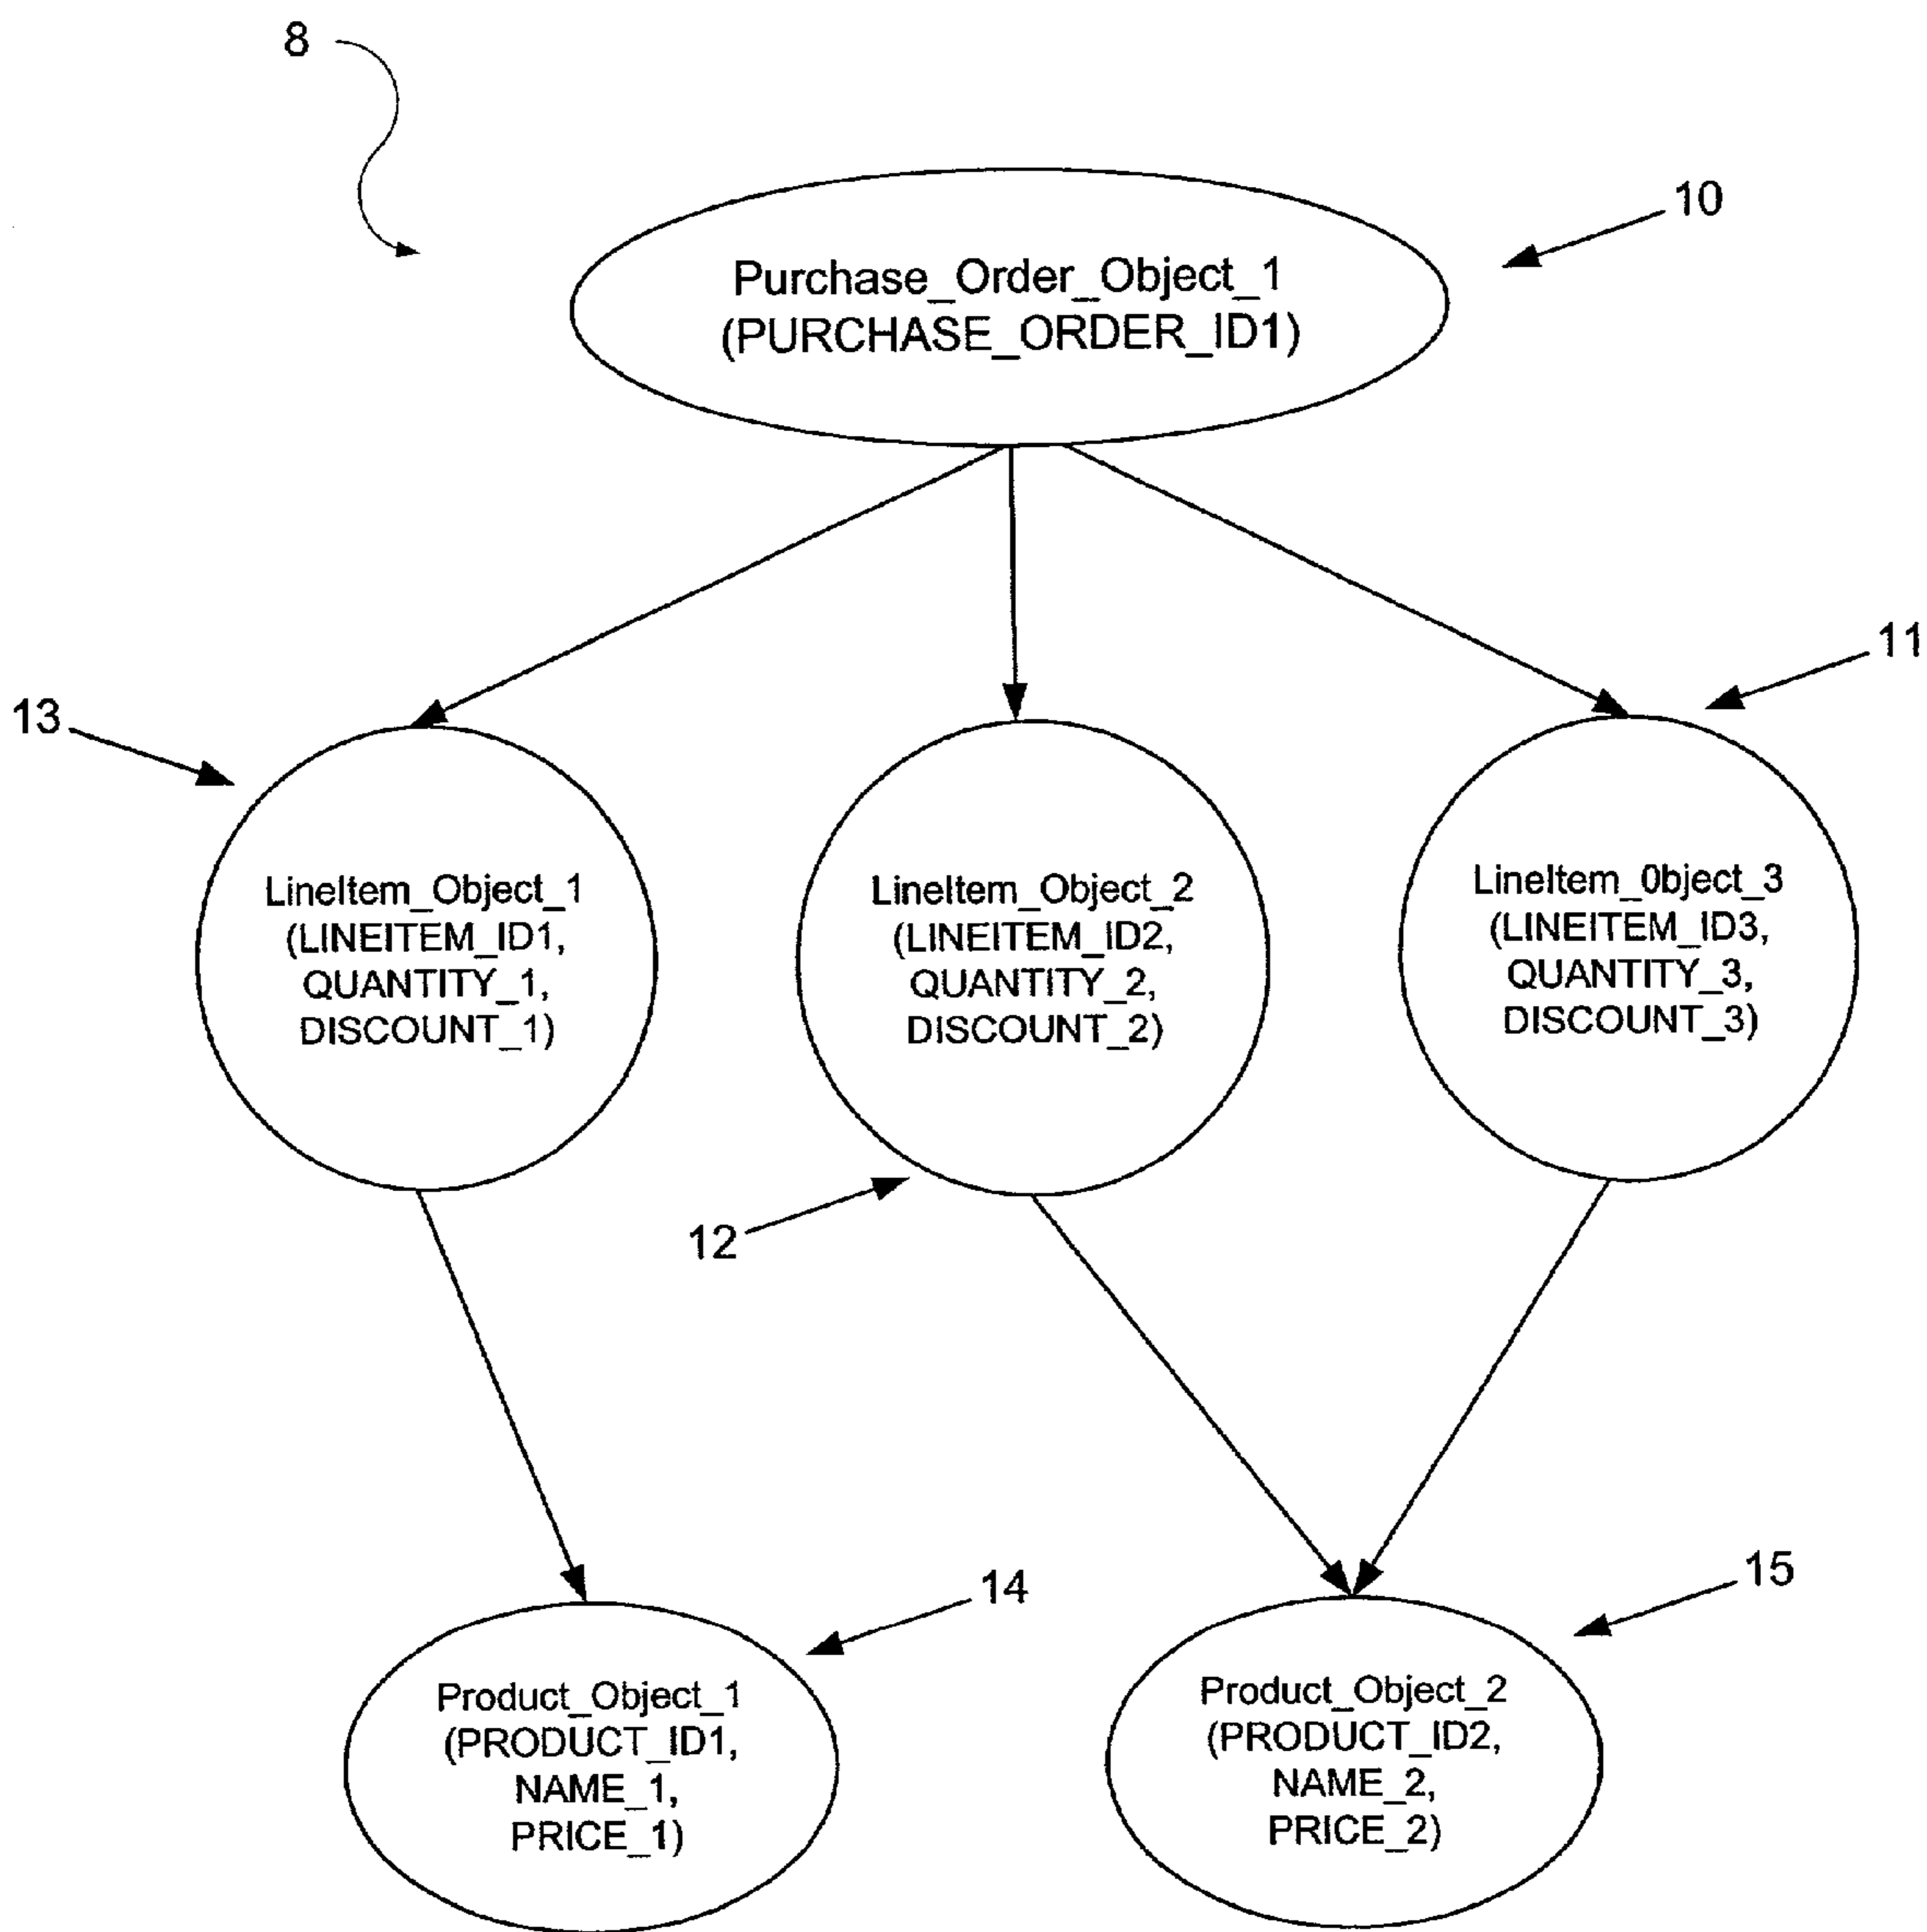 8
10
Purchase_Order_Object_1
(PURCHASE_ORDER_ID1)
11
13
LineItem_Object_1
(LINEITEM_ID1,
QUANTITY_1,
DISCOUNT_1)
LineItem_Object_2
(LINEITEM_ID2,
QUANTITY_2,
DISCOUNT_2)
LineItem_0bject_3
(LINEITEM_ID3,
QUANTITY_3,
DISCOUNT_3)
12
14
15
Product_Object_1
(PRODUCT_ID1,
NAME_1,
PRICE_1)
Product_Object_2
(PRODUCT_ID2,
NAME_2,
PRICE_2)